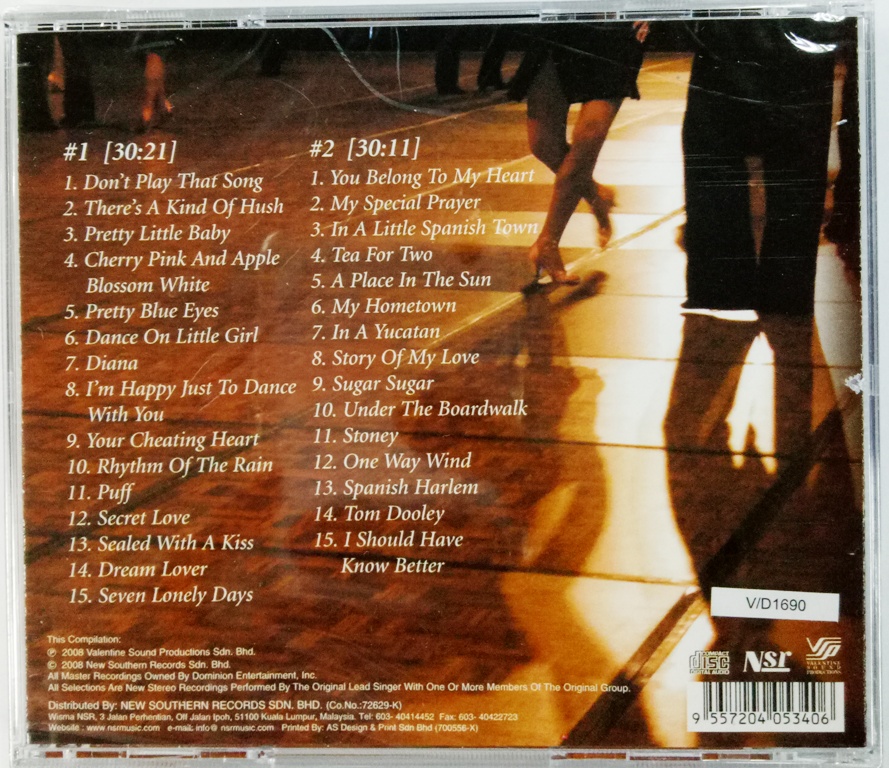 #1 [30:21]
1. Don't Play That Song
2. There's A Kind Of Hush
3. Pretty Little Baby
4. Cherry Pink And Apple
Blossom White
5. Pretty Blue Eyes
6. Dance On Little Girl
7. Diana
8. I'm Happy Just To Dance
With You
9. Your Cheating Heart
10. Rhythm Of The Rain
11. Puff
12. Secret Love
13. Sealed With A Kiss
14. Dream Lover
15. Seven Lonely Days
#2 [30:11]
1. You Belong To My Heart
2. My Special Prayer
3. In A Little Spanish Town
4. Tea For Two
5. A Place In The Sun
6. My Hometown
7. In A Yucatan
8. Story Of My Love
9. Sugar Sugar
10. Under The Boardwalk
11. Stoney
12. One Way Wind
13. Spanish Harlem
14. Tom Dooley
15. I Should Have
Know Better
V/D1690
This Compilation:
℗ 2008 Valentine Sound Productions Sdn. Bhd.
© 2008 New Southern Records Sdn. Bhd.
All Master Recordings Owned By Dominion Entertainment, Inc.
All Selections Are New Stereo Recordings Performed By The Original Lead Singer With One Or More Members Of The Original Group.
Distributed By: NEW SOUTHERN RECORDS SDN. BHD. (Co.No.:72629-K)
Wisma NSR, 3 Jalan Perhentian, Off Jalan Ipoh, 51100 Kuala Lumpur, Malaysia. Tel: 603- 40414452 Fax: 603- 40422723
Website : www.nsrmusic.com e-mail: info@ nsrmusic.com Printed By: AS Design & Print Sdn Bhd (700556-X)
COMPACT
disc
DIGITAL AUDIO
Nsr
VALENTINE
SOUND
PRODUCTIONS
9 557204 053406